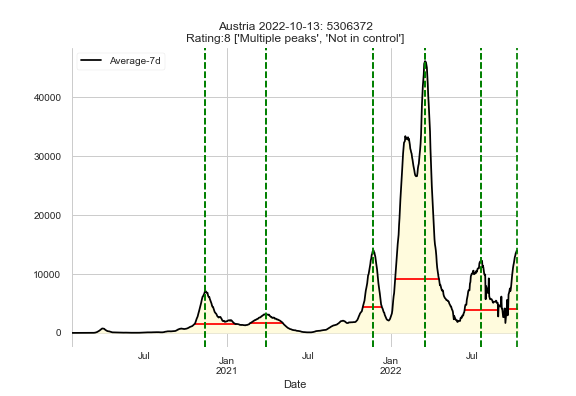 Austria 2022-10-13: 5306372
Rating:8 ['Multiple peaks', 'Not in control']
Average-7d
40000
30000
20000
10000
0
Jul
Jan
2021
Jul
Jan
2022
Jul
Date